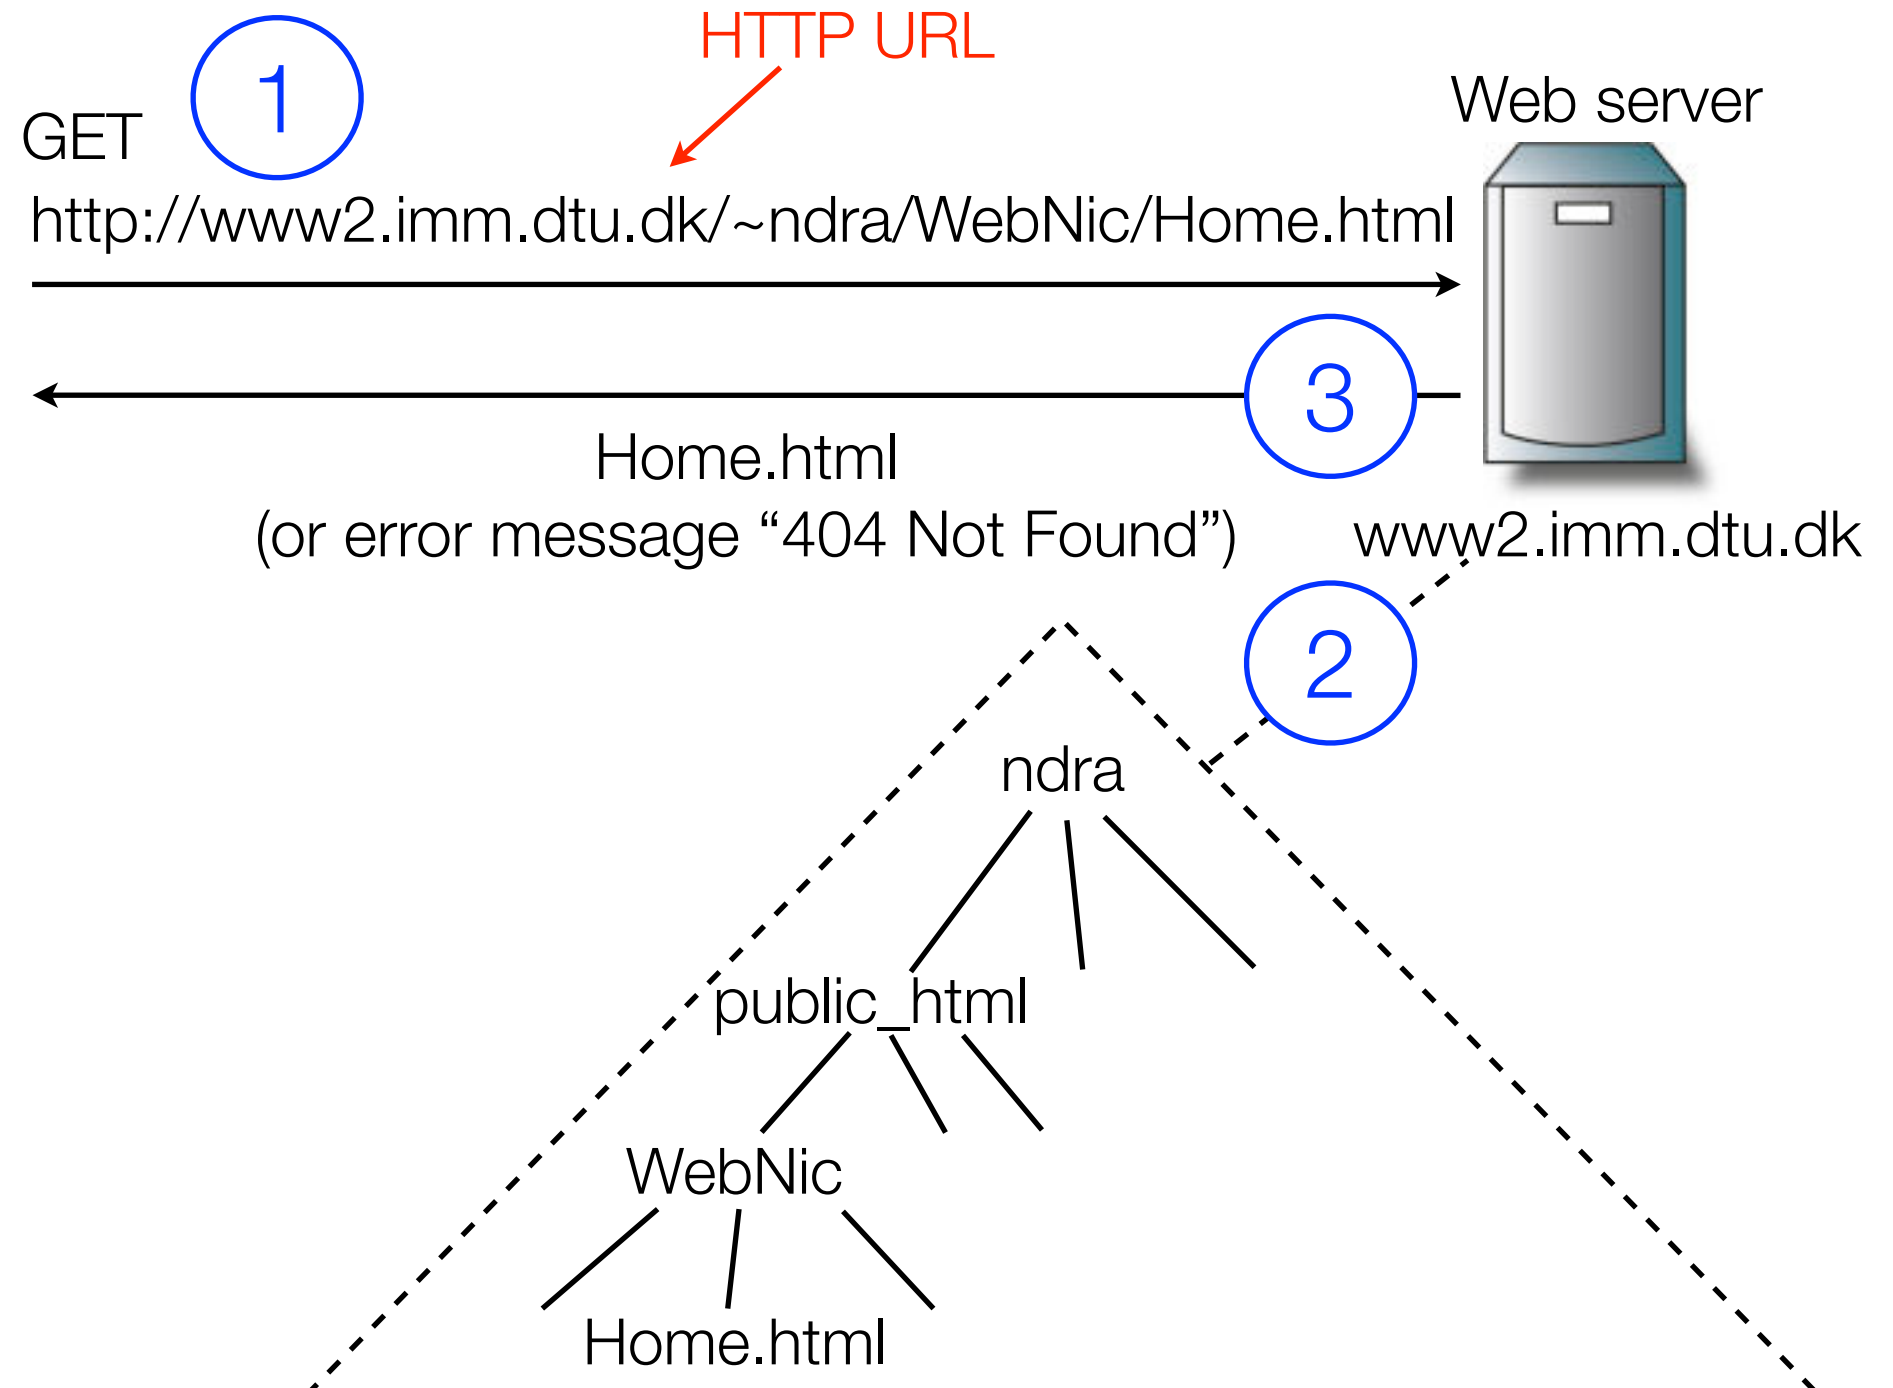 HTTP URL
1
Web server
GET
http://www2.imm.dtu.dk/~ndra/WebNic/Home.html
3
Home.html
(or error message “404 Not Found”)
www2.imm.dtu.dk
2
ndra
public_html
WebNic
Home.html